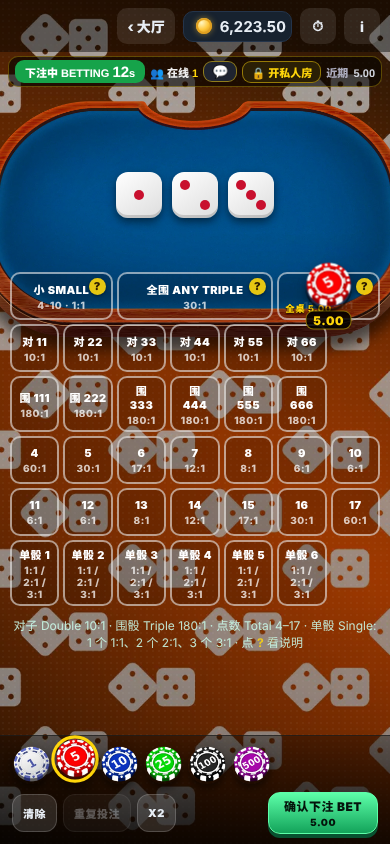 ‹ 大厅
6,223.50
i
下注中 BETTING 12s
在线 1
开私人房
近期 5.00
小 SMALL ?
4-10 · 1:1
全围 ANY TRIPLE ?
30:1
?
5
全桌 5.00
5.00
对 11 对 22 对 33 对 44 对 55 对 66
10:1 10:1 10:1 10:1 10:1 10:1
围 111 围 222 围 333 围 444 围 555 围 666
180:1 180:1 180:1 180:1 180:1 180:1
4 5 6 7 8 9 10
60:1 30:1 17:1 12:1 8:1 6:1 6:1
11 12 13 14 15 16 17
6:1 6:1 8:1 12:1 17:1 30:1 60:1
单骰 1 单骰 2 单骰 3 单骰 4 单骰 5 单骰 6
1:1 / 1:1 / 1:1 / 1:1 / 1:1 / 1:1 /
2:1 / 2:1 / 2:1 / 2:1 / 2:1 / 2:1 /
3:1 3:1 3:1 3:1 3:1 3:1
对子 Double 10:1 · 围骰 Triple 180:1 · 点数 Total 4–17 · 单骰 Single:
1 个 1:1、2 个 2:1、3 个 3:1 · 点 ? 看说明
1 5 10 25 100 500
清除 重复投注 X2
确认下注 BET
5.00